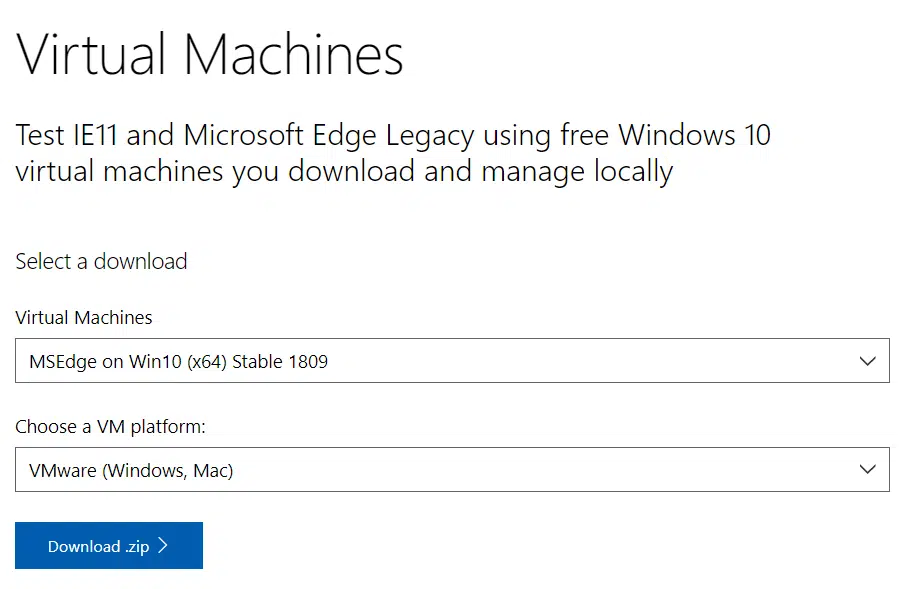 Virtual Machines
Test IE11 and Microsoft Edge Legacy using free Windows 10
virtual machines you download and manage locally
Select a download
Virtual Machines
MSEdge on Win10 (x64) Stable 1809
Choose a VM platform:
VMware (Windows, Mac)
Download .zip